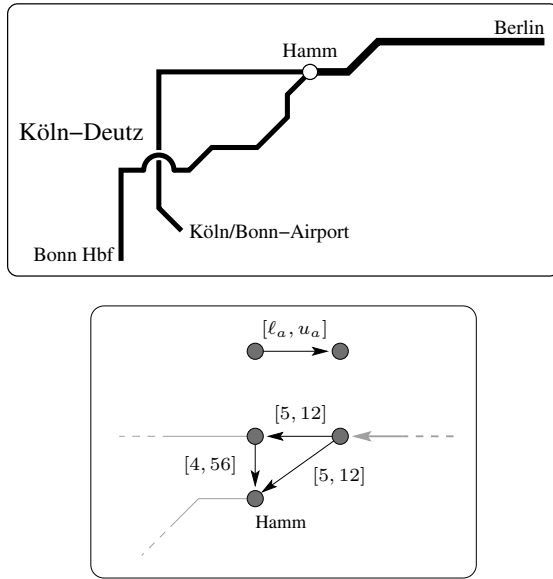 Berlin
Hamm
Köln–Deutz
Köln/Bonn–Airport
Bonn Hbf
[ℓₐ, uₐ]
[5, 12]
[4, 56]
[5, 12]
Hamm